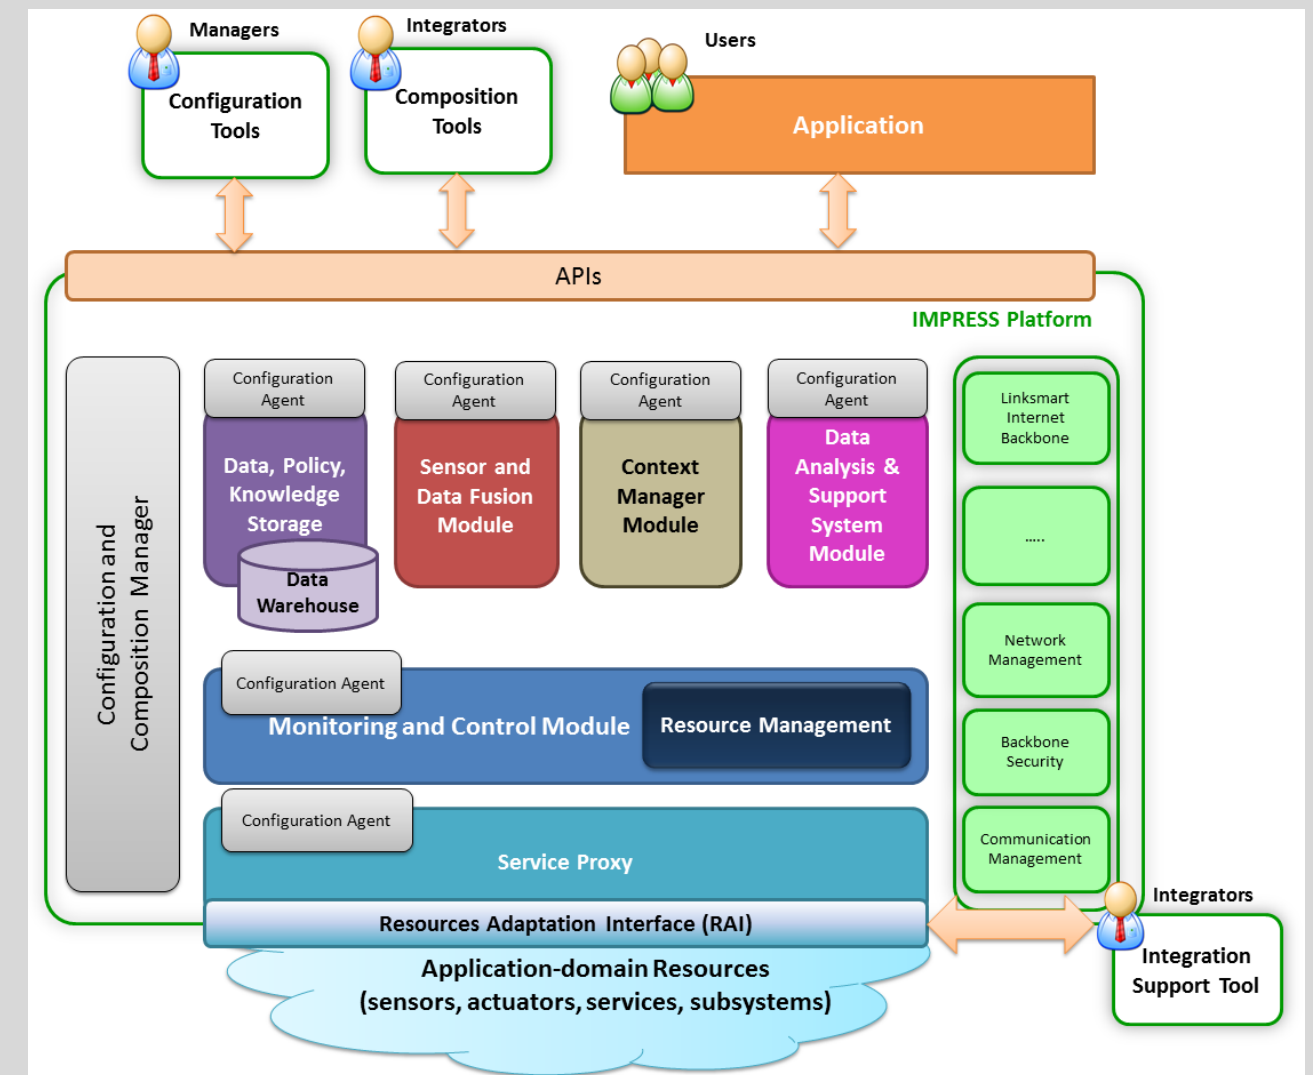 Managers
Integrators
Users
Configuration
Tools
Composition
Tools
Application
APIs
IMPRESS Platform
Configuration and
Composition Manager
Configuration
Agent
Data, Policy,
Knowledge
Storage
Data
Warehouse
Configuration
Agent
Sensor and
Data Fusion
Module
Configuration
Agent
Context
Manager
Module
Configuration
Agent
Data
Analysis &
Support
System
Module
Linksmart
Internet
Backbone
.....
Network
Management
Backbone
Security
Communication
Management
Configuration Agent
Monitoring and Control Module
Resource Management
Configuration Agent
Service Proxy
Resources Adaptation Interface (RAI)
Application-domain Resources
(sensors, actuators, services, subsystems)
Integrators
Integration
Support Tool